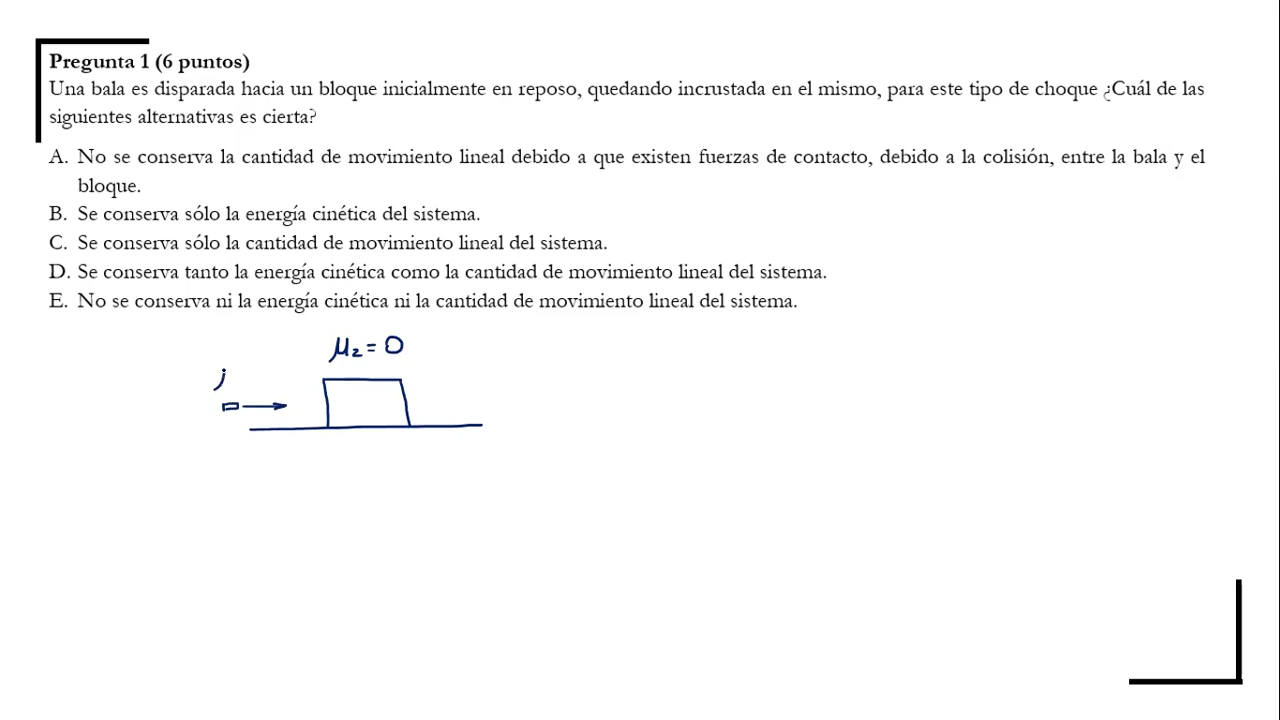 Pregunta 1 (6 puntos)
Una bala es disparada hacia un bloque inicialmente en reposo, quedando incrustada en el mismo, para este tipo de choque ¿Cuál de las
siguientes alternativas es cierta?
A. No se conserva la cantidad de movimiento lineal debido a que existen fuerzas de contacto, debido a la colisión, entre la bala y el
bloque.
B. Se conserva sólo la energía cinética del sistema.
C. Se conserva sólo la cantidad de movimiento lineal del sistema.
D. Se conserva tanto la energía cinética como la cantidad de movimiento lineal del sistema.
E. No se conserva ni la energía cinética ni la cantidad de movimiento lineal del sistema.
μ₂ = 0